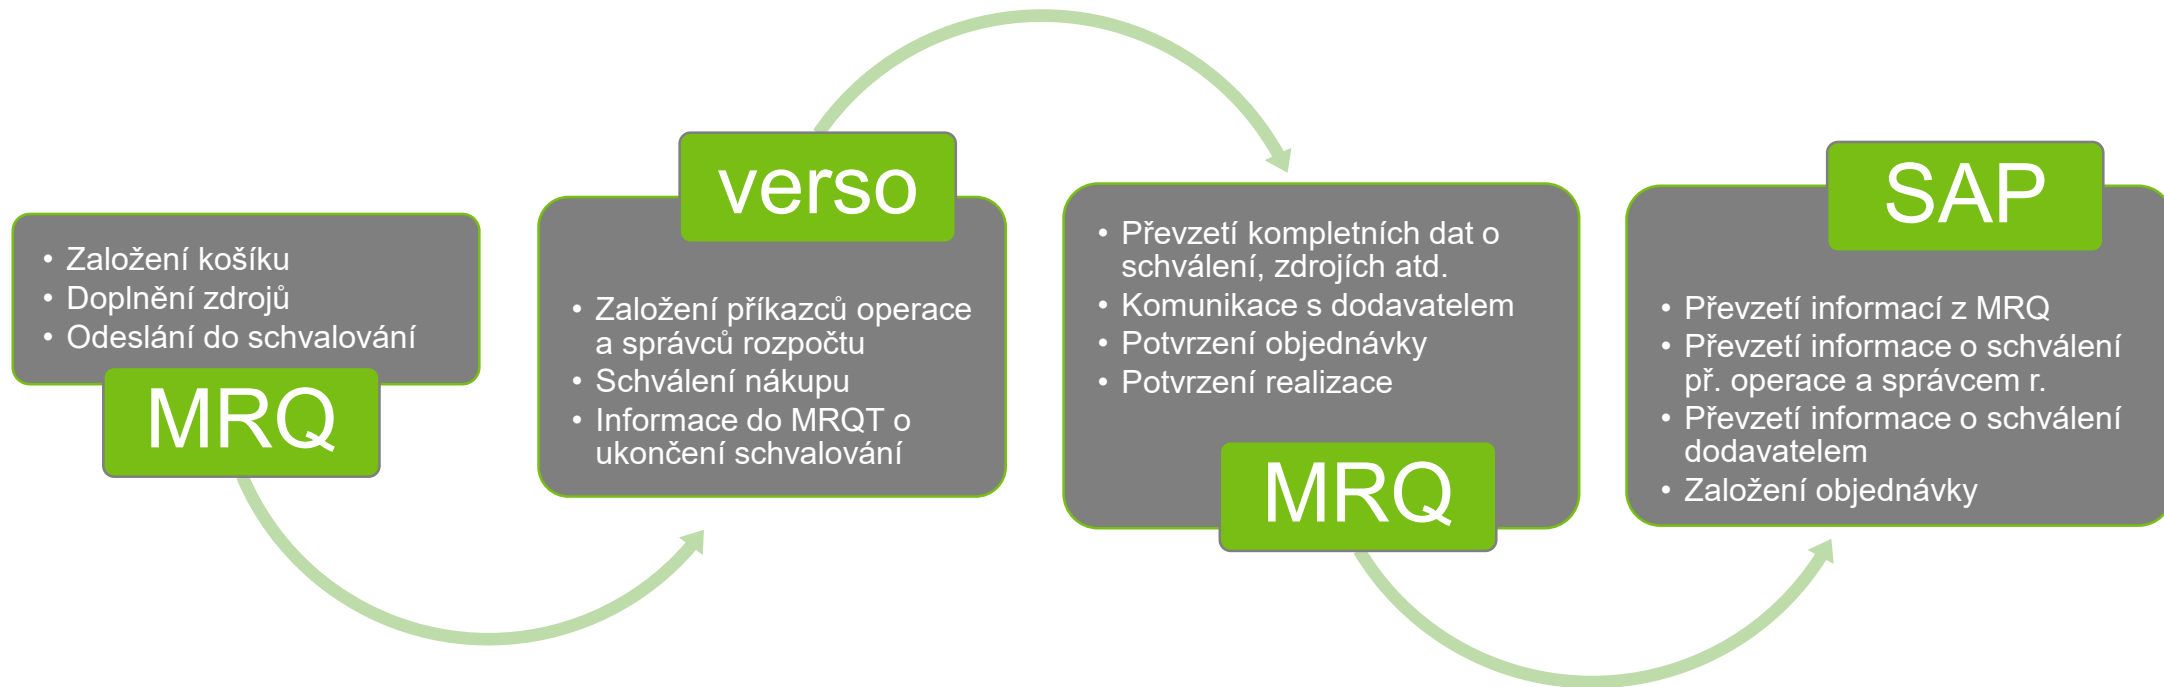 • Založení košíku
• Doplnění zdrojů
• Odeslání do schvalování
MRQ
verso
• Založení příkazců operace
a správců rozpočtu
• Schválení nákupu
• Informace do MRQT o
ukončení schvalování
• Převzetí kompletních dat o
schválení, zdrojích atd.
• Komunikace s dodavatelem
• Potvrzení objednávky
• Potvrzení realizace
MRQ
SAP
• Převzetí informací z MRQ
• Převzetí informace o schválení
př. operace a správcem r.
• Převzetí informace o schválení
dodavatelem
• Založení objednávky